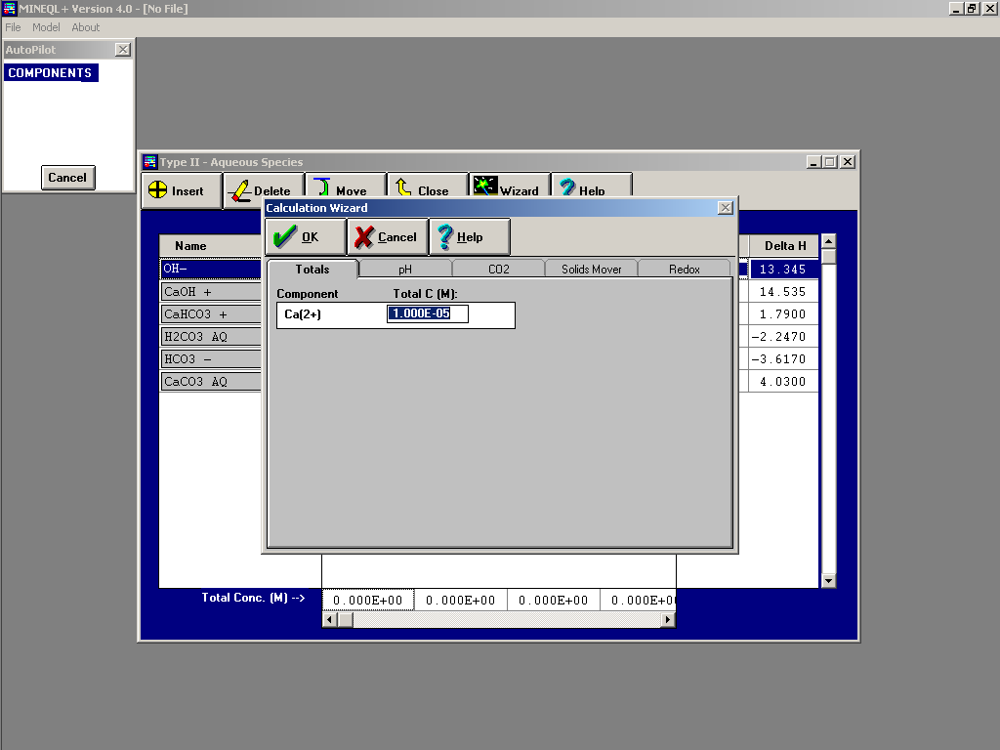 MINEQL+ Version 4.0 - [No File]
File Model About
AutoPilot
COMPONENTS
Cancel
Type II - Aqueous Species
Insert Delete Move Close Wizard Help
Calculation Wizard
OK Cancel Help
Totals pH CO2 Solids Mover Redox
Component Total C (M):
Ca(2+) 1.000E-05
Name Delta H
OH- 13.345
CaOH + 14.535
CaHCO3 + 1.7900
H2CO3 AQ -2.2470
HCO3 - -3.6170
CaCO3 AQ 4.0300
Total Conc. (M) --> 0.000E+00 0.000E+00 0.000E+00 0.000E+0